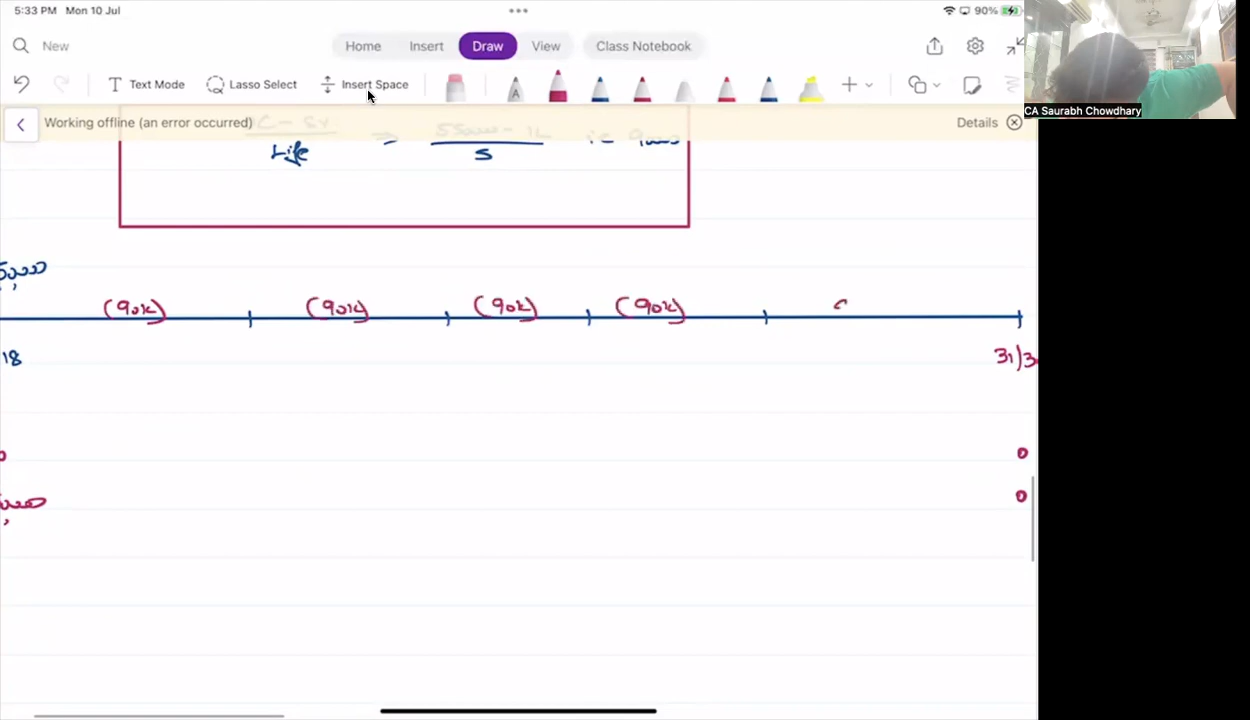 5:33 PM Mon 10 Jul
90%
New
Home Insert Draw View Class Notebook
Text Mode Lasso Select Insert Space
CA Saurabh Chowdhary
Working offline (an error occurred)
Details
C - SV
Life
5
(90k) (90k) (90k) (90k)
18
31/3
0
0